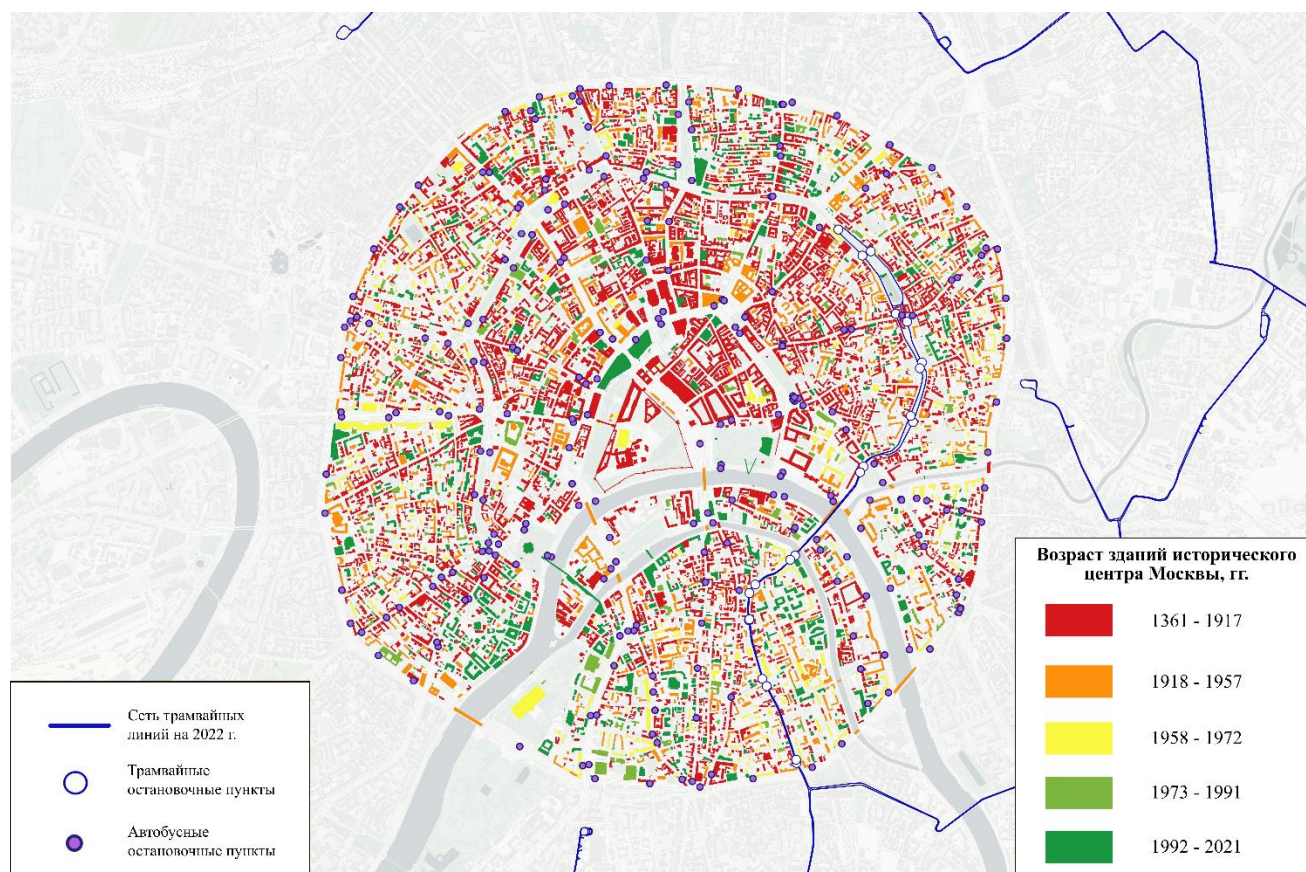 Сеть трамвайных
линий на 2022 г.
Трамвайные
остановочные пункты
Автобусные
остановочные пункты
Возраст зданий исторического
центра Москвы, гг.
1361 - 1917
1918 - 1957
1958 - 1972
1973 - 1991
1992 - 2021